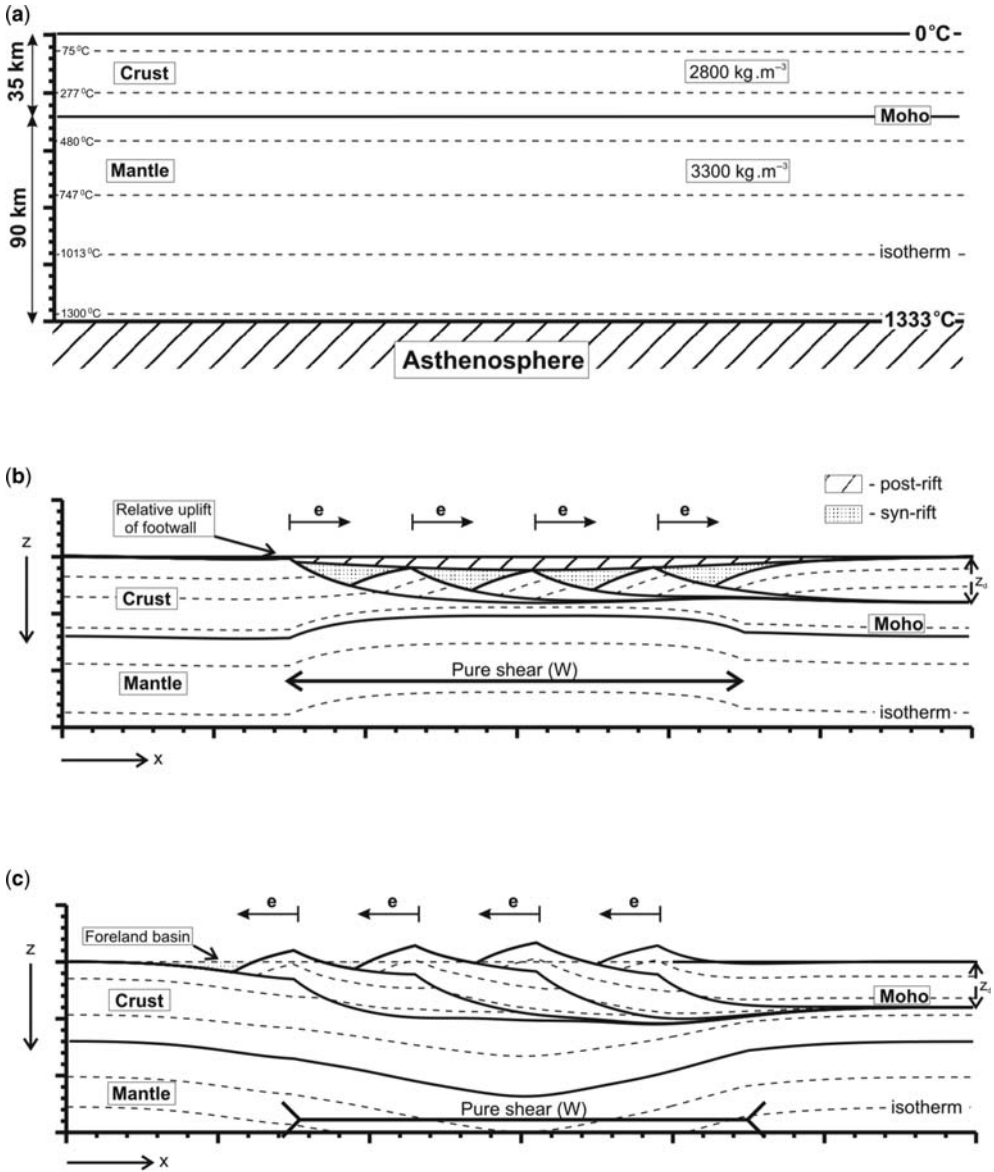 (a)
0 °C
75 °C
Crust
2800 kg.m⁻³
35 km
277 °C
Moho
480 °C
Mantle
3300 kg.m⁻³
747 °C
90 km
1013 °C
isotherm
1300 °C
1333 °C
Asthenosphere
(b)
- post-rift
- syn-rift
Relative uplift
of footwall
e e e e
z
Crust
z_d
Moho
Mantle
Pure shear (W)
isotherm
x
(c)
e e e e
Foreland basin
z
Crust
Moho
z_d
Mantle
Pure shear (W)
isotherm
x